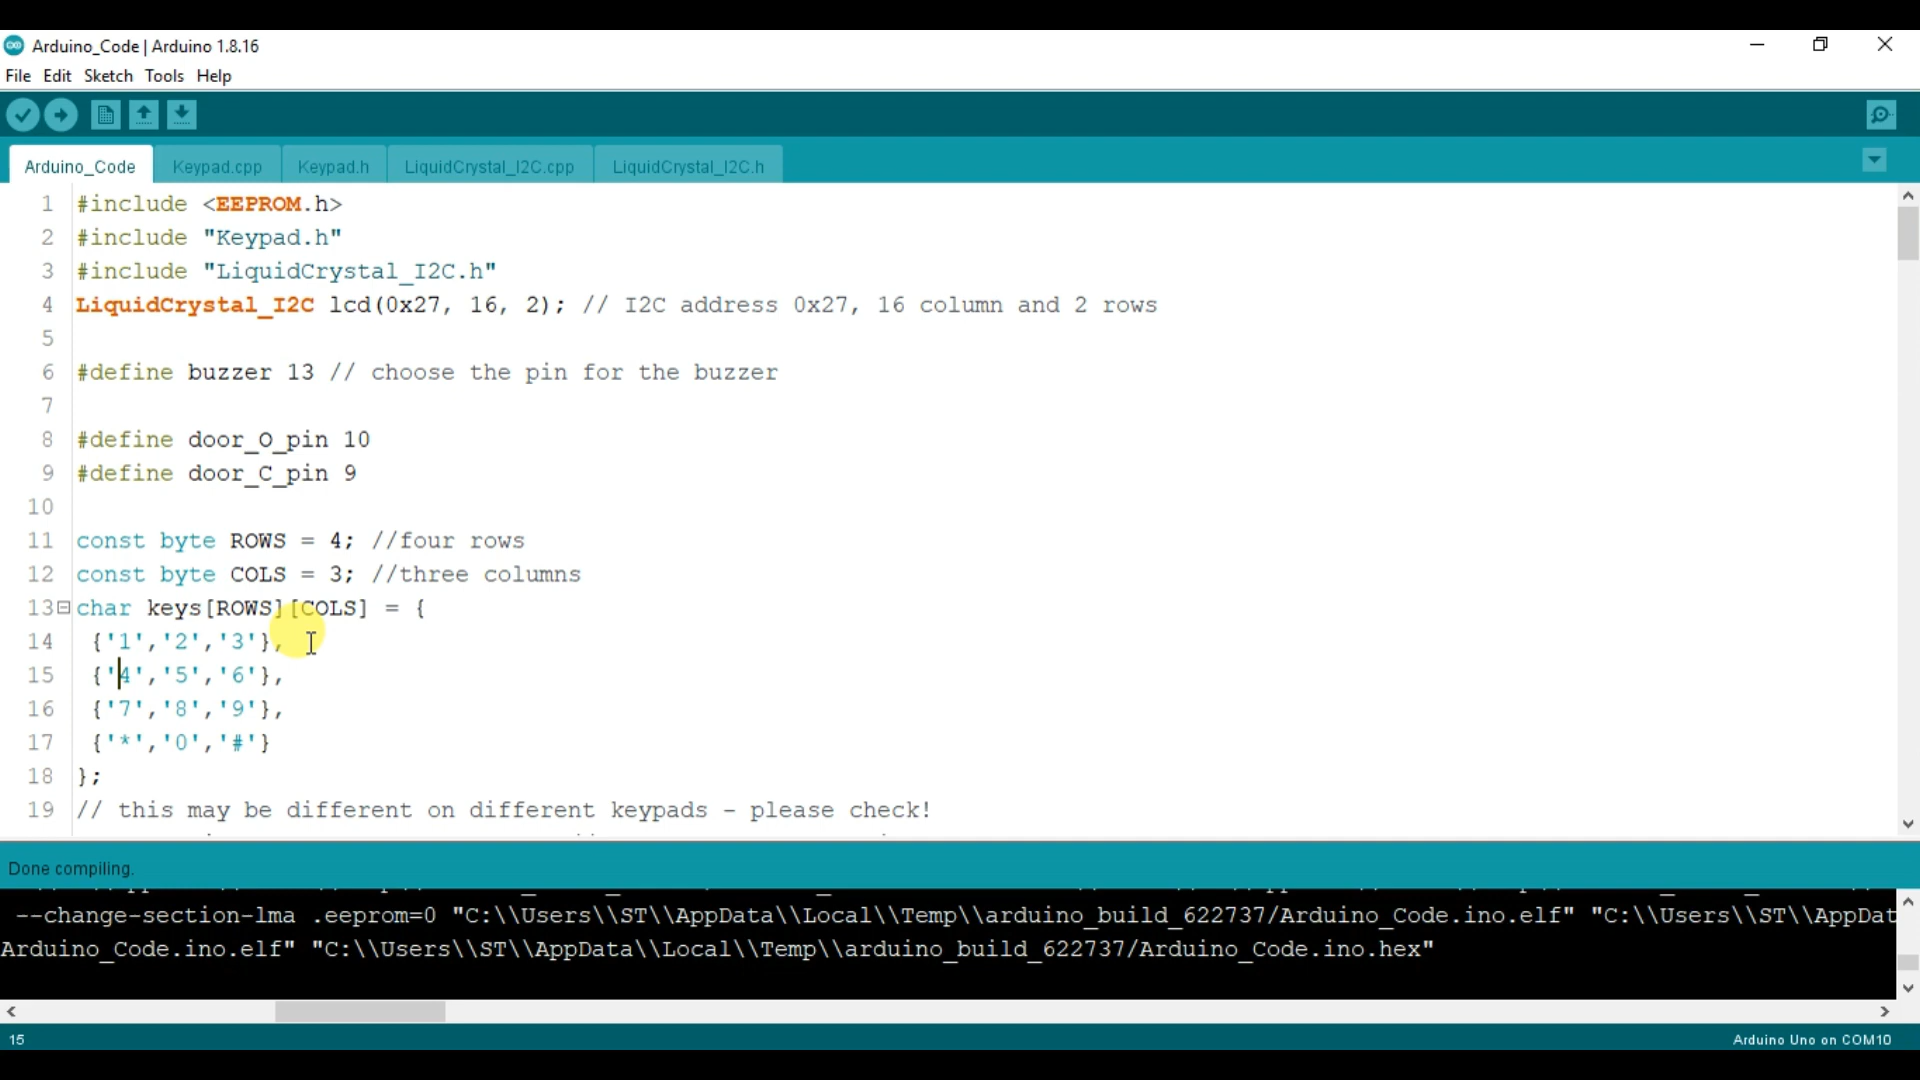 Arduino_Code | Arduino 1.8.16
File Edit Sketch Tools Help
Arduino_Code Keypad.cpp Keypad.h LiquidCrystal_I2C.cpp LiquidCrystal_I2C.h
1 #include <EEPROM.h>
2 #include "Keypad.h"
3 #include "LiquidCrystal_I2C.h"
4 LiquidCrystal_I2C lcd(0x27, 16, 2); // I2C address 0x27, 16 column and 2 rows
5
6 #define buzzer 13 // choose the pin for the buzzer
7
8 #define door_O_pin 10
9 #define door_C_pin 9
10
11 const byte ROWS = 4; //four rows
12 const byte COLS = 3; //three columns
13 char keys[ROWS][COLS] = {
14 {'1','2','3'},
15 {'4','5','6'},
16 {'7','8','9'},
17 {'*','0','#'}
18 };
19 // this may be different on different keypads - please check!
Done compiling.
--change-section-lma .eeprom=0 "C:\\Users\\ST\\AppData\\Local\\Temp\\arduino_build_622737/Arduino_Code.ino.elf" "C:\\Users\\ST\\AppDat
Arduino_Code.ino.elf" "C:\\Users\\ST\\AppData\\Local\\Temp\\arduino_build_622737/Arduino_Code.ino.hex"
15 Arduino Uno on COM10